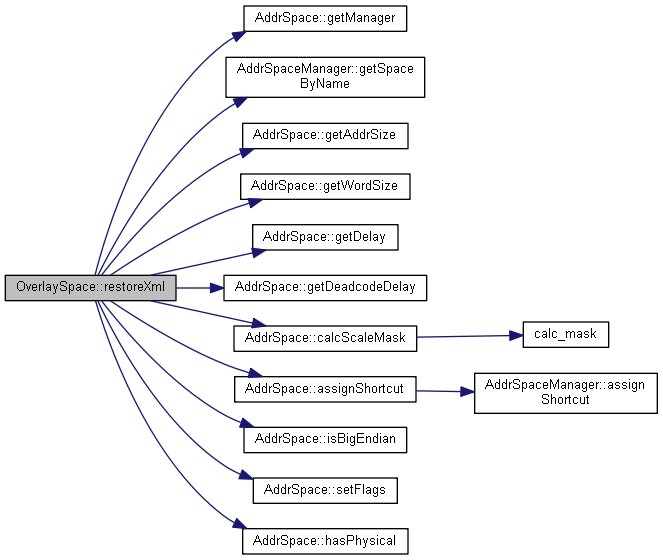 AddrSpace::getManager
AddrSpaceManager::getSpace
ByName
AddrSpace::getAddrSize
AddrSpace::getWordSize
AddrSpace::getDelay
OverlaySpace::restoreXml
AddrSpace::getDeadcodeDelay
AddrSpace::calcScaleMask
calc_mask
AddrSpace::assignShortcut
AddrSpaceManager::assign
Shortcut
AddrSpace::isBigEndian
AddrSpace::setFlags
AddrSpace::hasPhysical